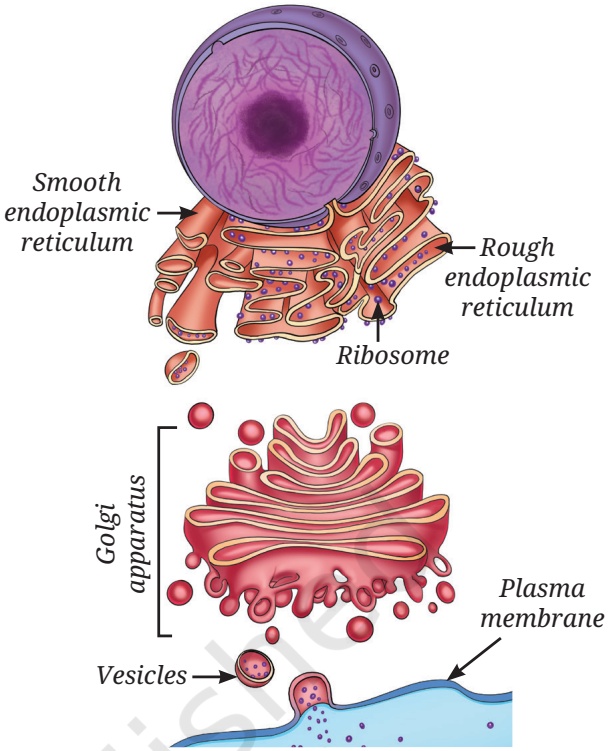 Smooth
endoplasmic
reticulum
Rough
endoplasmic
reticulum
Ribosome
Golgi
apparatus
Plasma
membrane
Vesicles